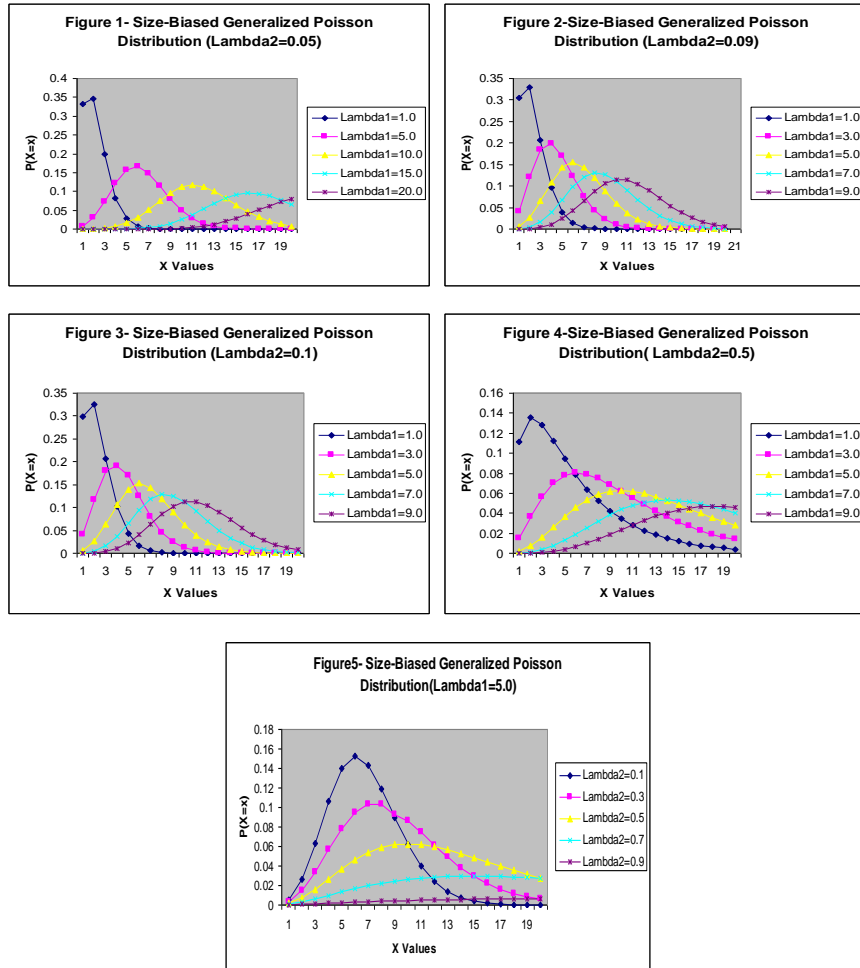 Figure 1- Size-Biased Generalized Poisson
Distribution (Lambda2=0.05)
0.4
0.35
0.3
0.25
0.2
0.15
0.1
0.05
0
P(X=x)
1 3 5 7 9 11 13 15 17 19
X Values
Lambda1=1.0
Lambda1=5.0
Lambda1=10.0
Lambda1=15.0
Lambda1=20.0
Figure 2-Size-Biased Generalized Poisson
Distribution (Lambda2=0.09)
0.35
0.3
0.25
0.2
0.15
0.1
0.05
0
P(X=x)
1 3 5 7 9 11 13 15 17 19 21
X Values
Lambda1=1.0
Lambda1=3.0
Lambda1=5.0
Lambda1=7.0
Lambda1=9.0
Figure 3- Size-Biased Generalized Poisson
Distribution (Lambda2=0.1)
0.35
0.3
0.25
0.2
0.15
0.1
0.05
0
P(X=x)
1 3 5 7 9 11 13 15 17 19
X Values
Lambda1=1.0
Lambda1=3.0
Lambda1=5.0
Lambda1=7.0
Lambda1=9.0
Figure 4-Size-Biased Generalized Poisson
Distribution( Lambda2=0.5)
0.16
0.14
0.12
0.1
0.08
0.06
0.04
0.02
0
P(X=x)
1 3 5 7 9 11 13 15 17 19
X Values
Lambda1=1.0
Lambda1=3.0
Lambda1=5.0
Lambda1=7.0
Lambda1=9.0
Figure5- Size-Biased Generalized Poisson
Distribution(Lambda1=5.0)
0.18
0.16
0.14
0.12
0.1
0.08
0.06
0.04
0.02
0
P(X=x)
1 3 5 7 9 11 13 15 17 19
X Values
Lambda2=0.1
Lambda2=0.3
Lambda2=0.5
Lambda2=0.7
Lambda2=0.9